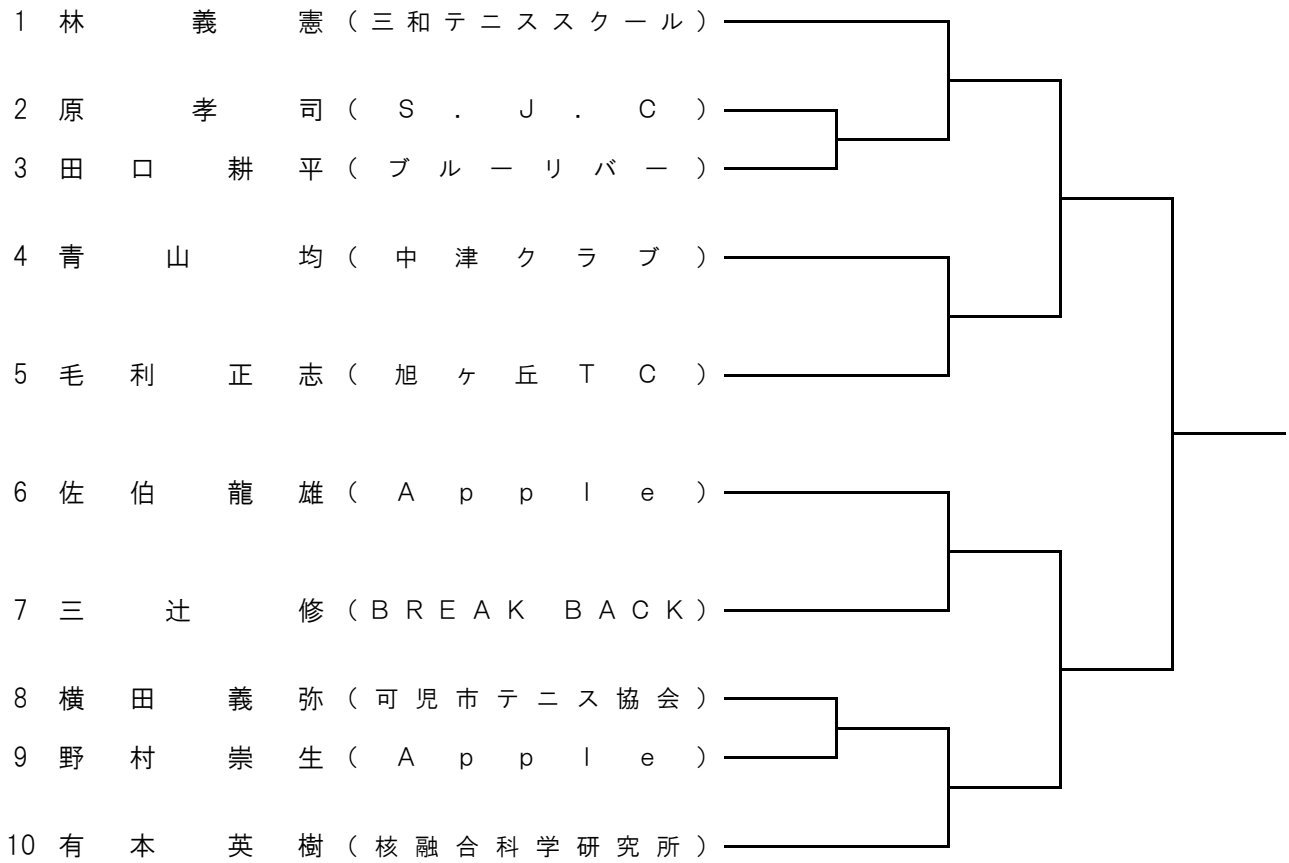 1 林 義 憲 （三和テニススクール）
2 原 孝 司 （S．J．C）
3 田 口 耕 平 （ブルーリバー）
4 青 山 均 （中津クラブ）
5 毛 利 正 志 （旭ヶ丘TC）
6 佐 伯 龍 雄 （Apple）
7 三 辻 修 （BREAK BACK）
8 横 田 義 弥 （可児市テニス協会）
9 野 村 崇 生 （Apple）
10 有 本 英 樹 （核融合科学研究所）